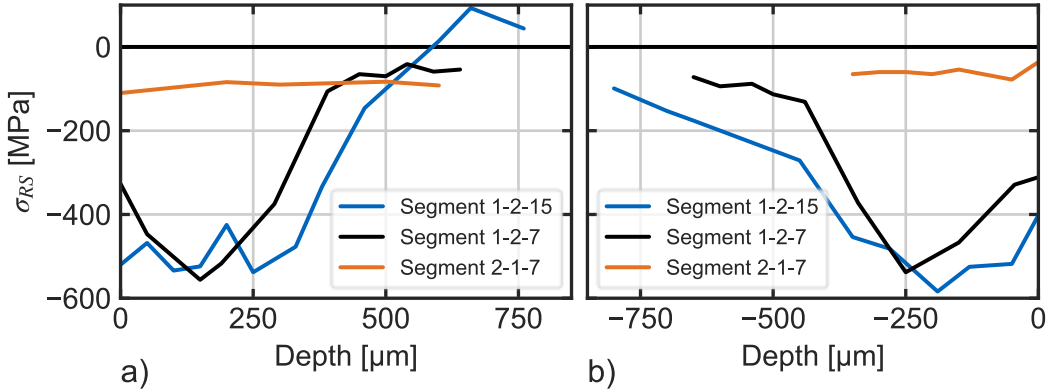 σRS [MPa]
0
−200
−400
−600
Segment 1-2-15
Segment 1-2-7
Segment 2-1-7
0 250 500 750
Depth [µm]
a)
Segment 1-2-15
Segment 1-2-7
Segment 2-1-7
−750 −500 −250 0
Depth [µm]
b)